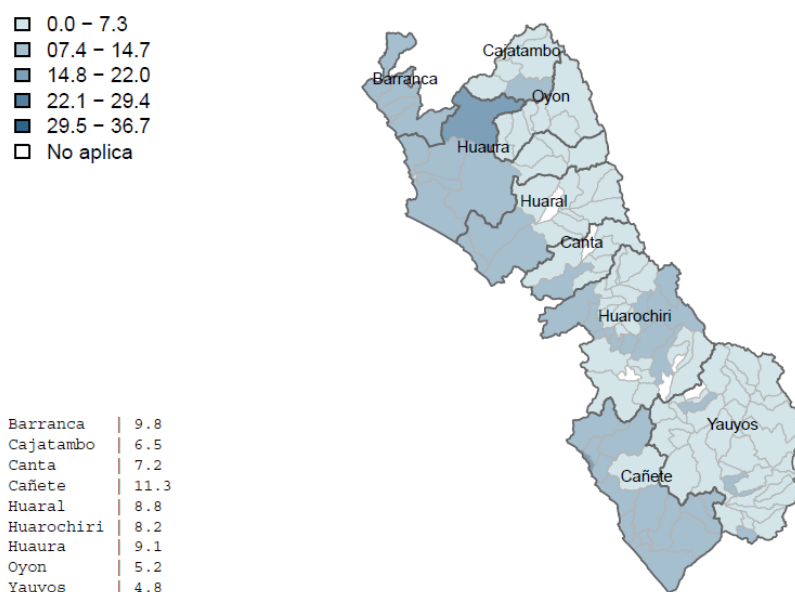 0.0 − 7.3
07.4 − 14.7
14.8 − 22.0
22.1 − 29.4
29.5 − 36.7
No aplica
Cajatambo
Barranca
Oyon
Huaura
Huaral
Canta
Huarochiri
Yauyos
Cañete
Barranca | 9.8
Cajatambo | 6.5
Canta | 7.2
Cañete | 11.3
Huaral | 8.8
Huarochiri | 8.2
Huaura | 9.1
Oyon | 5.2
Yauyos | 4.8